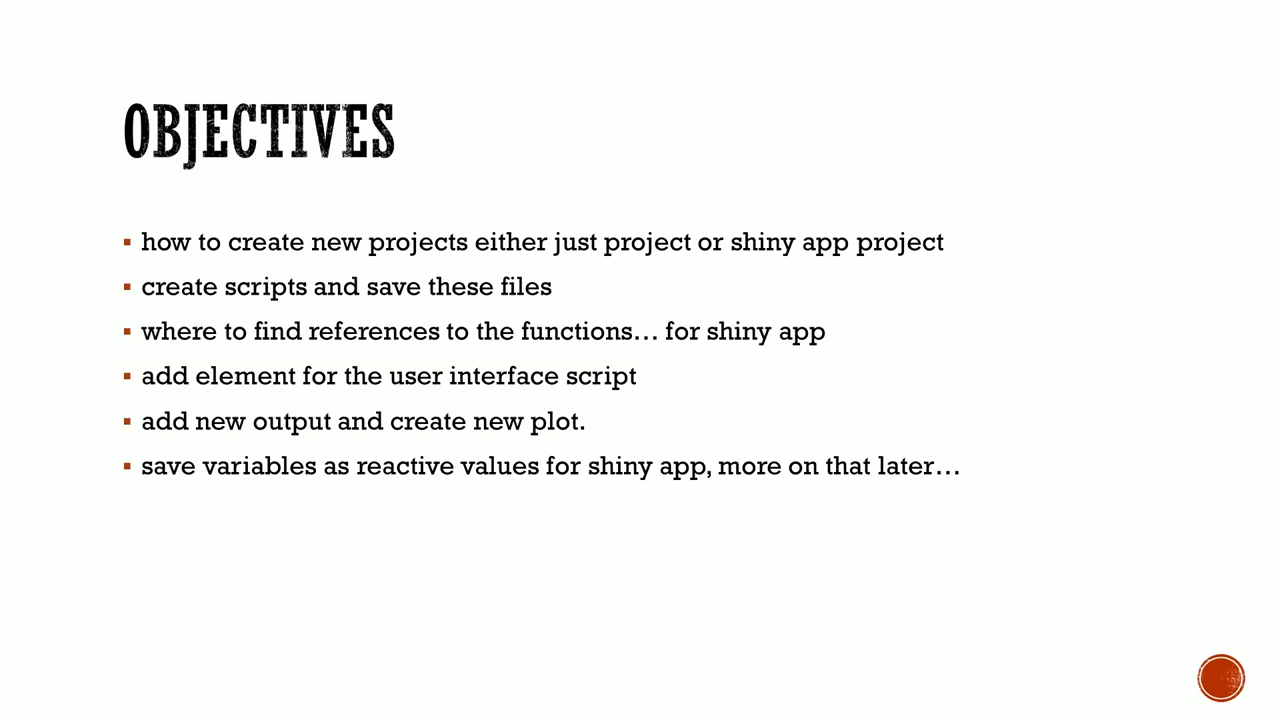 OBJECTIVES
▪ how to create new projects either just project or shiny app project
▪ create scripts and save these files
▪ where to find references to the functions… for shiny app
▪ add element for the user interface script
▪ add new output and create new plot.
▪ save variables as reactive values for shiny app, more on that later…